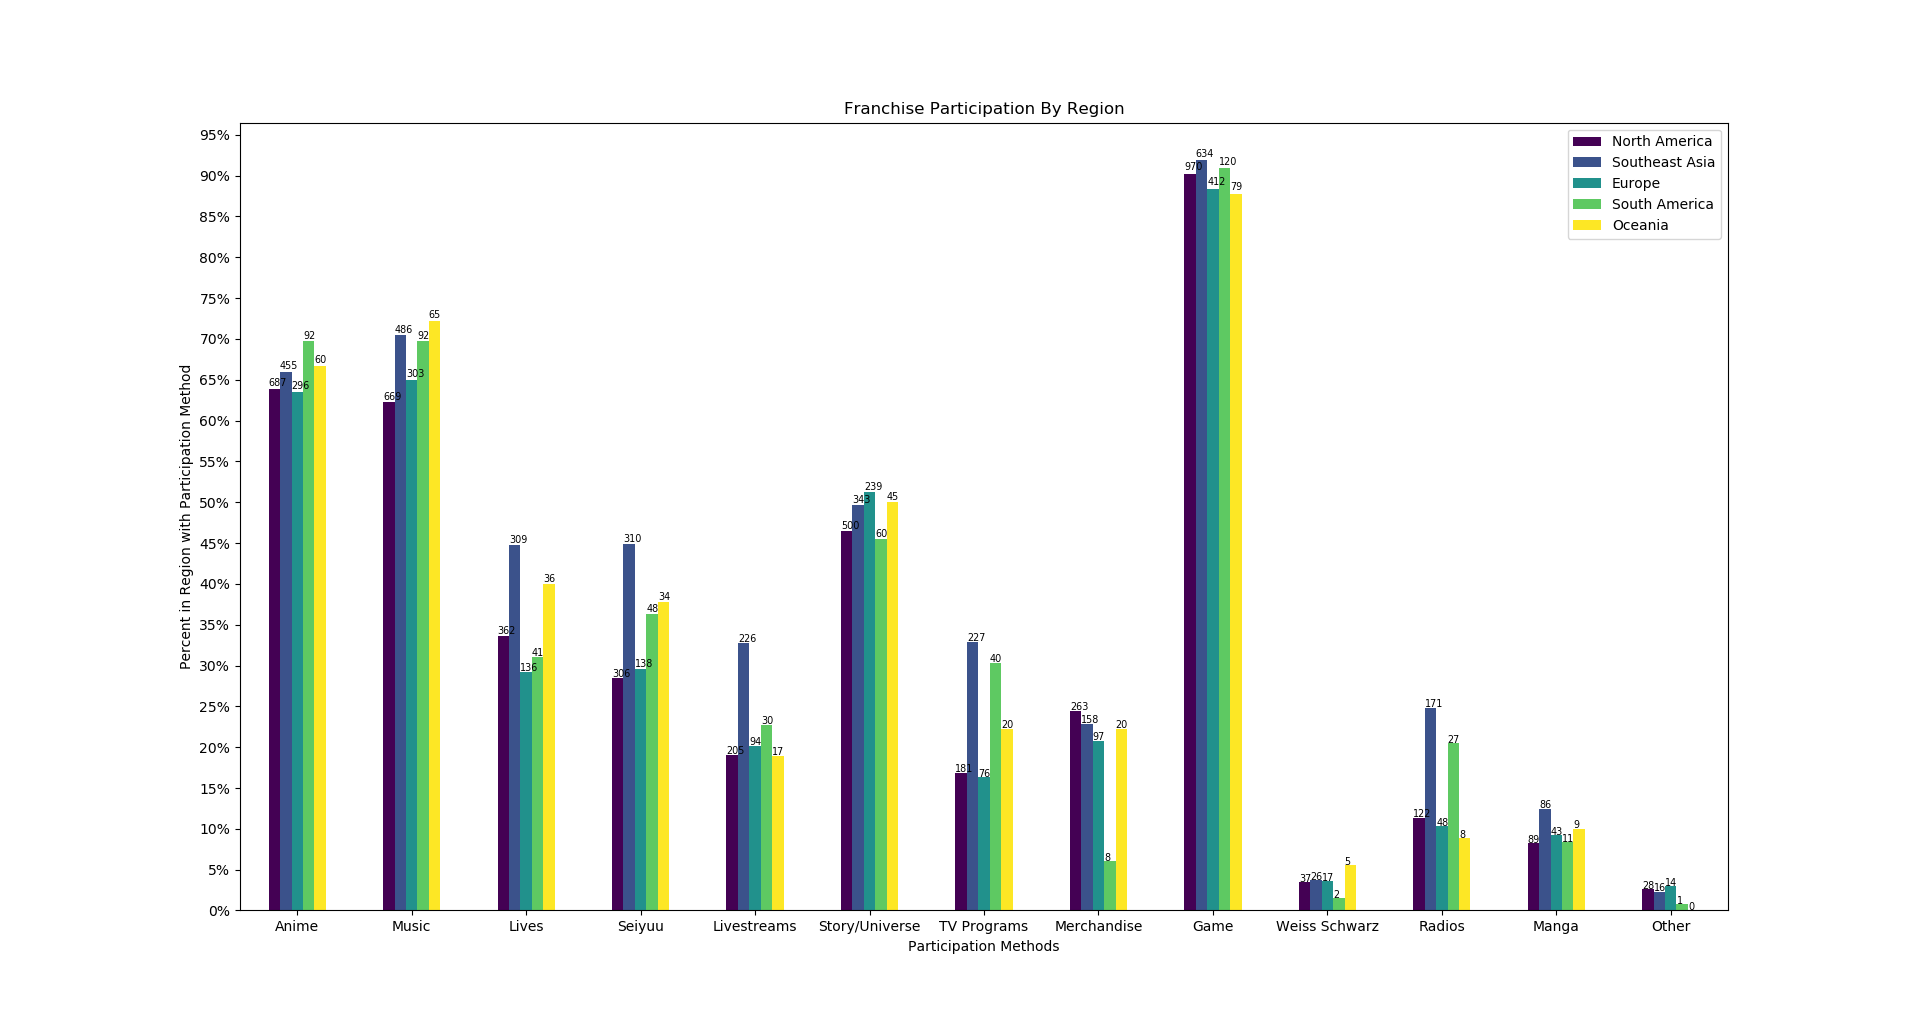 Franchise Participation By Region
95%
90%
85%
80%
75%
70%
65%
60%
55%
50%
45%
40%
35%
30%
25%
20%
15%
10%
5%
0%
Percent in Region with Participation Method
North America
Southeast Asia
Europe
South America
Oceania
687 455 296 92 60
669 486 303 92 65
362 309 136 41 36
306 310 138 48 34
205 226 94 30 17
500 343 239 60 45
181 227 76 40 20
263 158 97 8 20
970 634 412 120 79
37 26 17 2 5
122 171 48 27 8
89 86 43 11 9
28 16 14 1 0
Anime Music Lives Seiyuu Livestreams Story/Universe TV Programs Merchandise Game Weiss Schwarz Radios Manga Other
Participation Methods